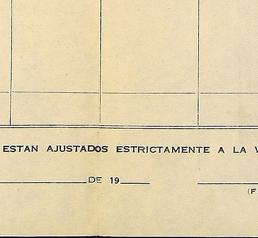 ESTAN AJUSTADOS ESTRICTAMENTE A LA V
DE 19
(F